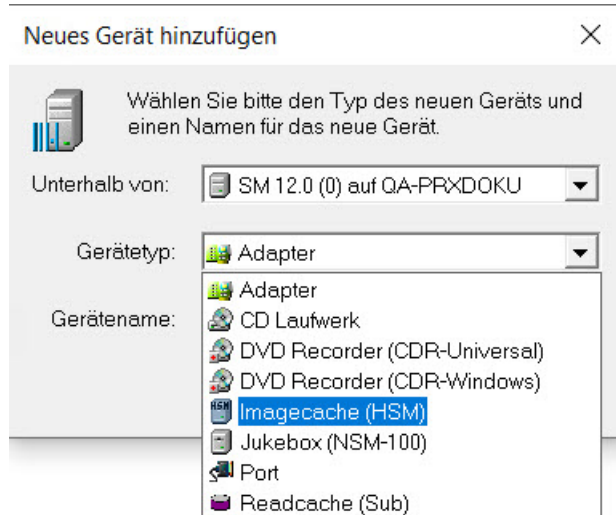 Neues Gerät hinzufügen
Wählen Sie bitte den Typ des neuen Geräts und
einen Namen für das neue Gerät.
Unterhalb von: SM 12.0 (0) auf QA-PRXDOKU
Gerätetyp: Adapter
Adapter
Gerätename: CD Laufwerk
DVD Recorder (CDR-Universal)
DVD Recorder (CDR-Windows)
Imagecache (HSM)
Jukebox (NSM-100)
Port
Readcache (Sub)